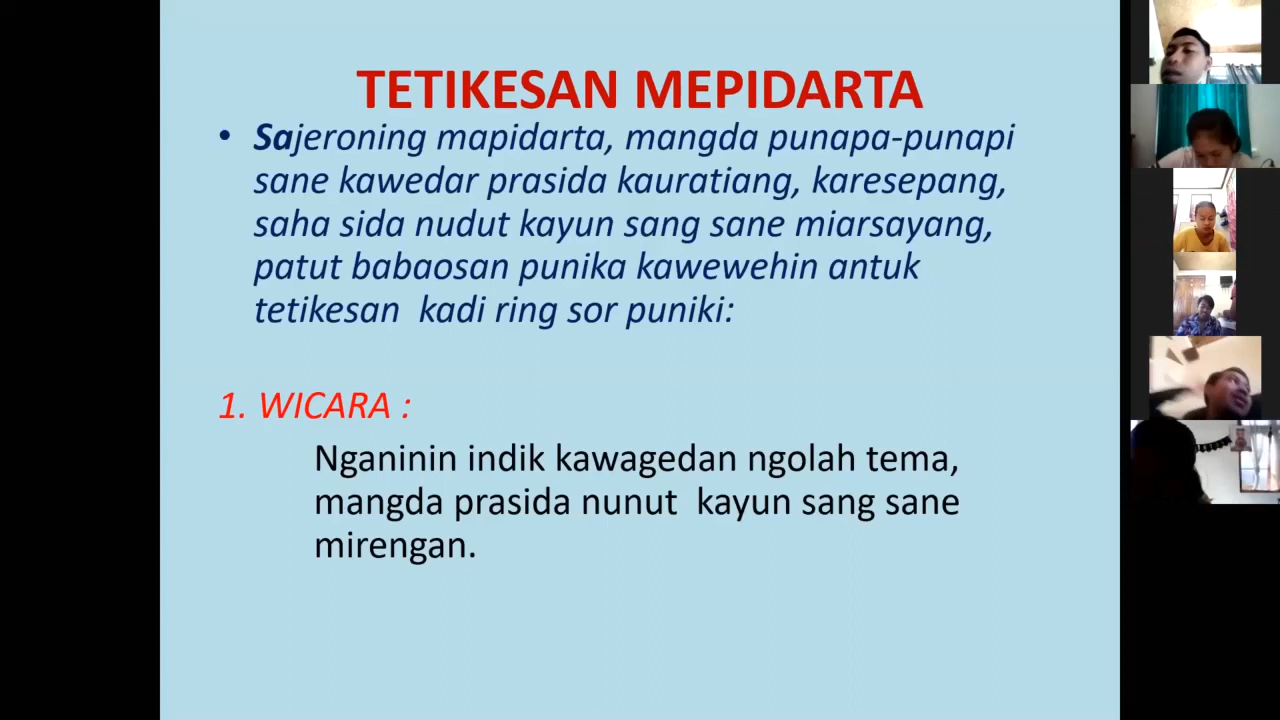 TETIKESAN MEPIDARTA
• Sajeroning mapidarta, mangda punapa-punapi
sane kawedar prasida kauratiang, karesepang,
saha sida nudut kayun sang sane miarsayang,
patut babaosan punika kawewehin antuk
tetikesan kadi ring sor puniki:
1. WICARA :
Nganinin indik kawagedan ngolah tema,
mangda prasida nunut kayun sang sane
mirengan.